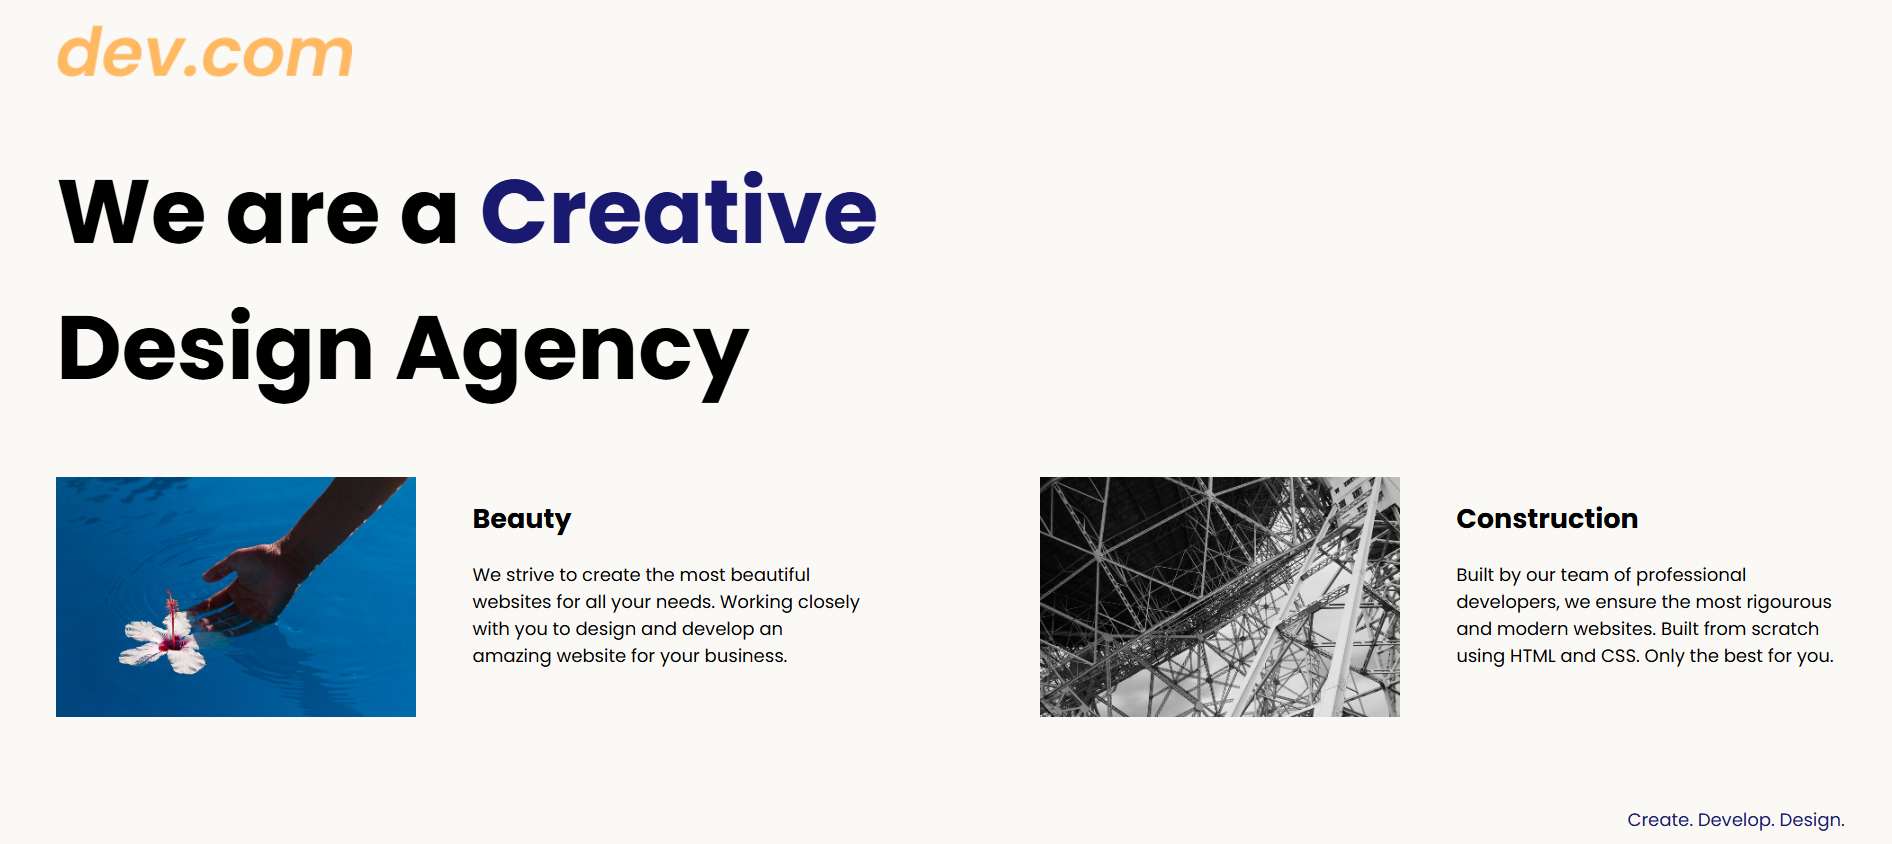 dev.com
We are a Creative
Design Agency
Beauty
We strive to create the most beautiful
websites for all your needs. Working closely
with you to design and develop an
amazing website for your business.
Construction
Built by our team of professional
developers, we ensure the most rigourous
and modern websites. Built from scratch
using HTML and CSS. Only the best for you.
Create. Develop. Design.